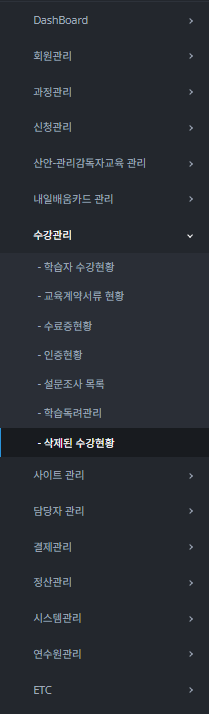 DashBoard
회원관리
과정관리
신청관리
산안-관리감독자교육 관리
내일배움카드 관리
수강관리
- 학습자 수강현황
- 교육계약서류 현황
- 수료증현황
- 인증현황
- 설문조사 목록
- 학습독려관리
- 삭제된 수강현황
사이트 관리
담당자 관리
결제관리
정산관리
시스템관리
연수원관리
ETC